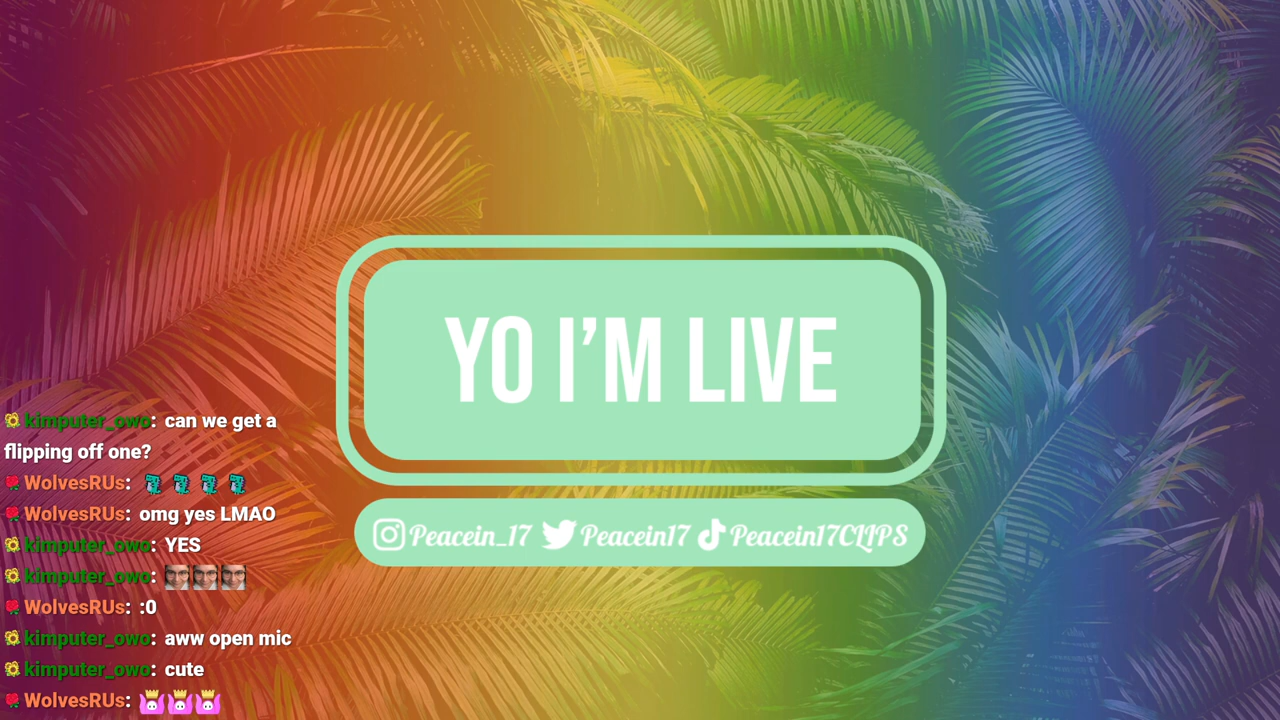 YO I'M LIVE
Peacein_17 Peacein17 Peacein17CLIPS
kimputer_owo: can we get a
flipping off one?
WolvesRUs:
WolvesRUs: omg yes LMAO
kimputer_owo: YES
kimputer_owo:
WolvesRUs: :0
kimputer_owo: aww open mic
kimputer_owo: cute
WolvesRUs: